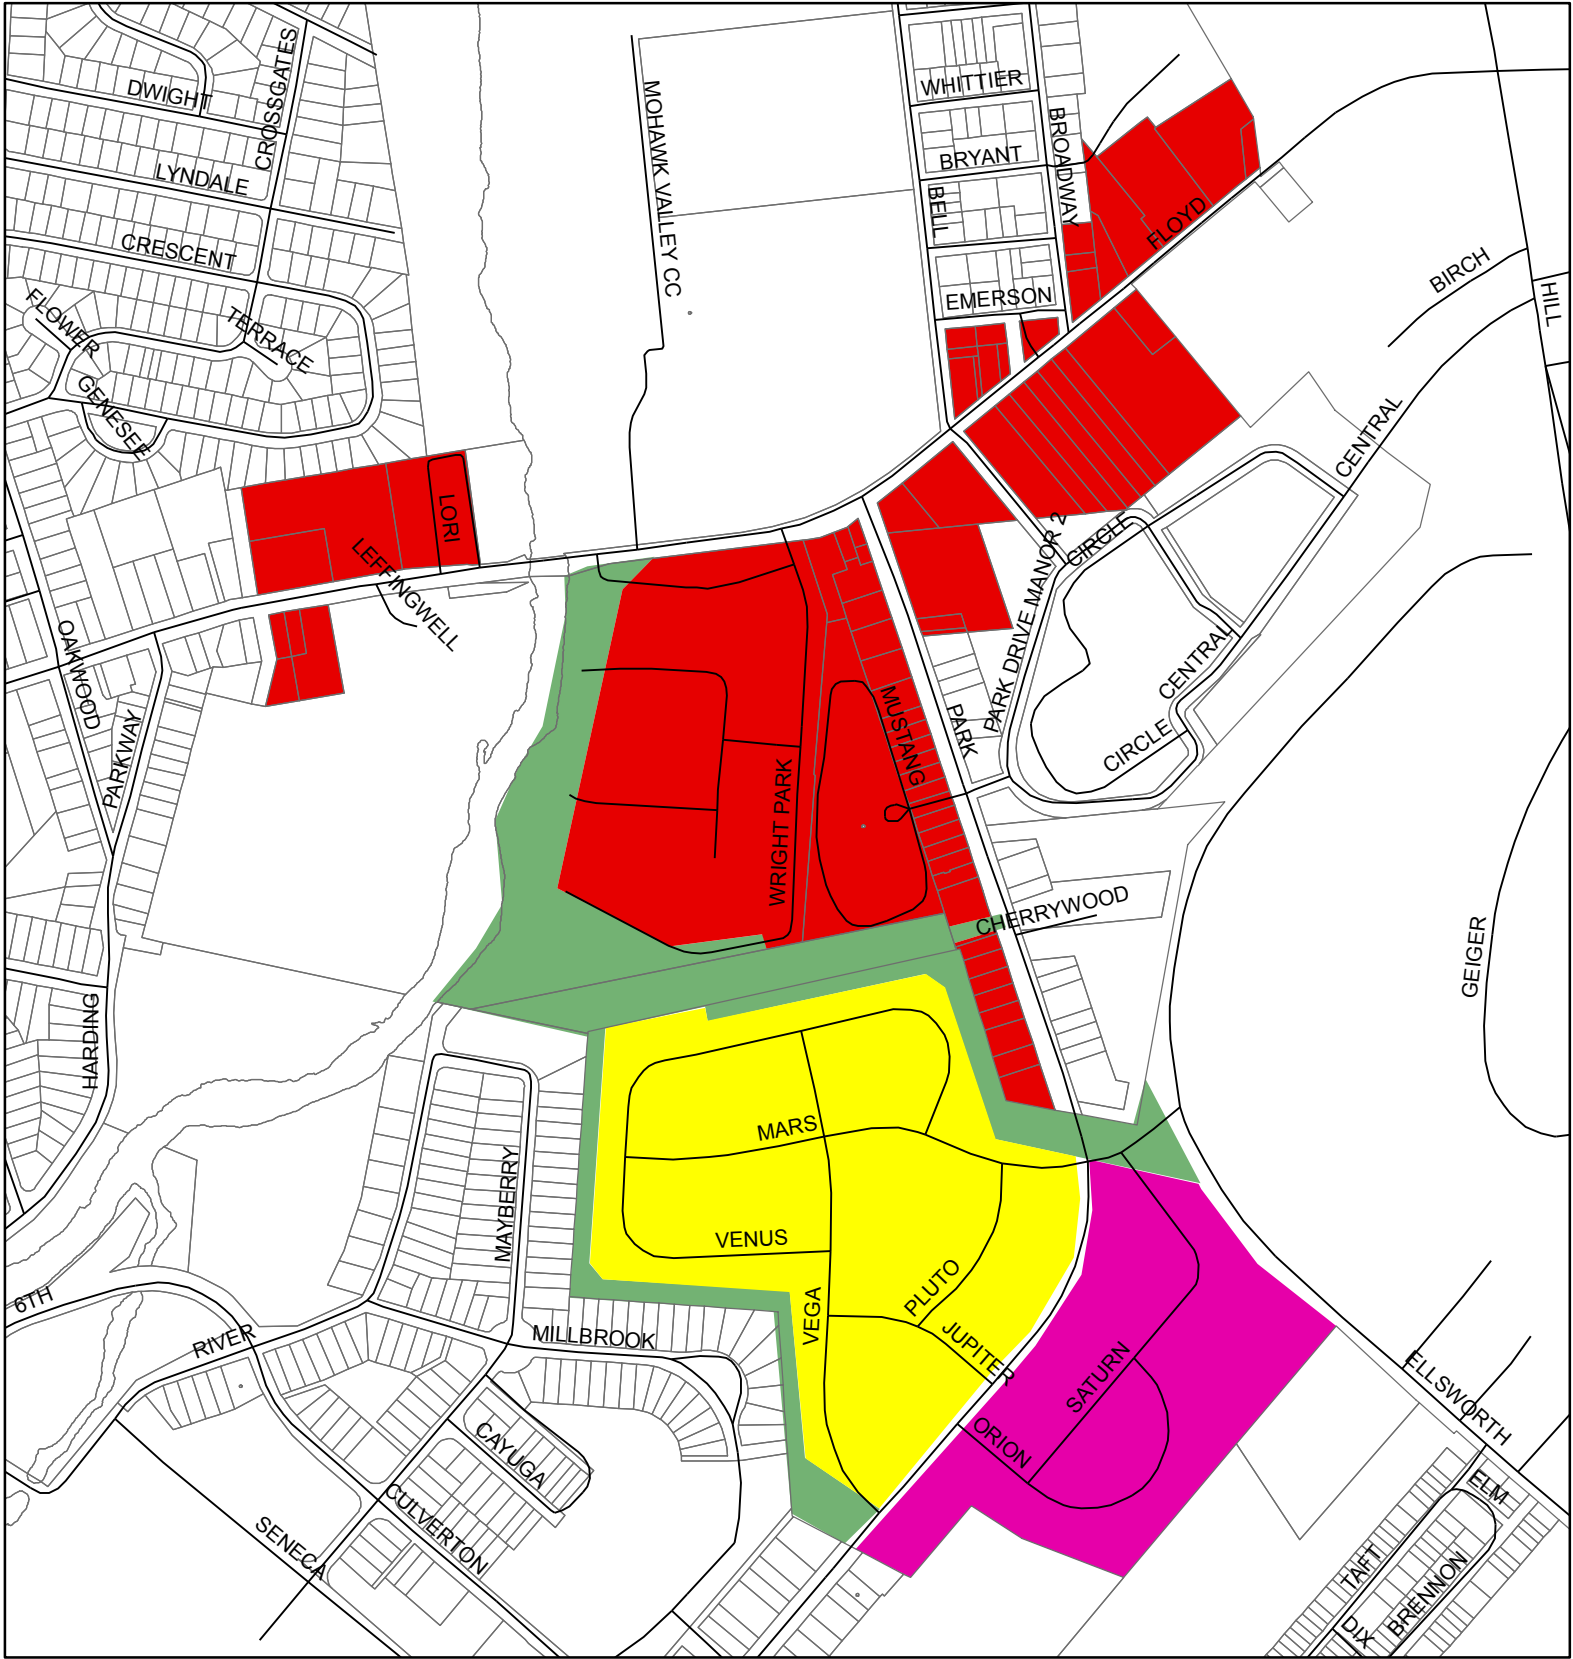 DWIGHT
CROSSGATES
LYNDALE
CRESCENT
FLOWER
TERRACE
GENESEE
MOHAWK VALLEY CC
WHITTIER
BRYANT
BROADWAY
BELL
EMERSON
FLOYD
BIRCH
HILL
CENTRAL
LORI
LEFFINGWELL
OAKWOOD
PARKWAY
PARK DRIVE MANOR 2
CIRCLE
CENTRAL
CIRCLE
MUSTANG
PARK
WRIGHT PARK
CHERRYWOOD
GEIGER
HARDING
MARS
MAYBERRY
VENUS
PLUTO
VEGA
JUPITER
6TH
RIVER
MILLBROOK
SATURN
ORION
ELLSWORTH
CAYUGA
CULVERTON
SENECA
ELM
TAFT
BRENNON
DIX